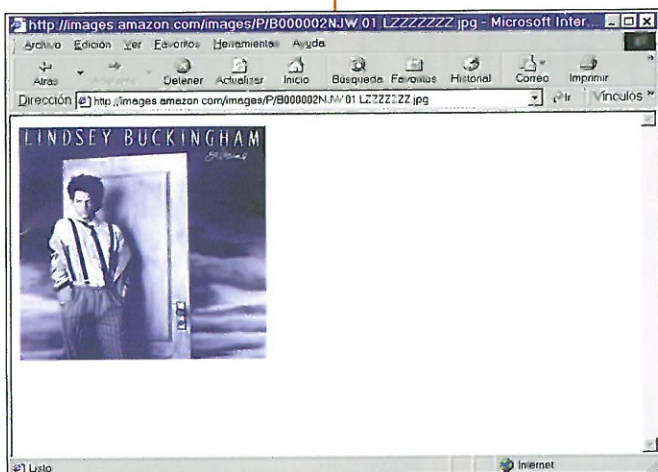 http://images.amazon.com/images/P/B000002NJW.01.LZZZZZZZ.jpg - Microsoft Inter...
Archivo Edición Ver Favoritos Herramientas Ayuda
Atrás Adelante Detener Actualizar Inicio Búsqueda Favoritos Historial Correo Imprimir »
Dirección http://images.amazon.com/images/P/B000002NJW.01.LZZZZZZZ.jpg Ir Vínculos »
LINDSEY BUCKINGHAM
Listo Internet